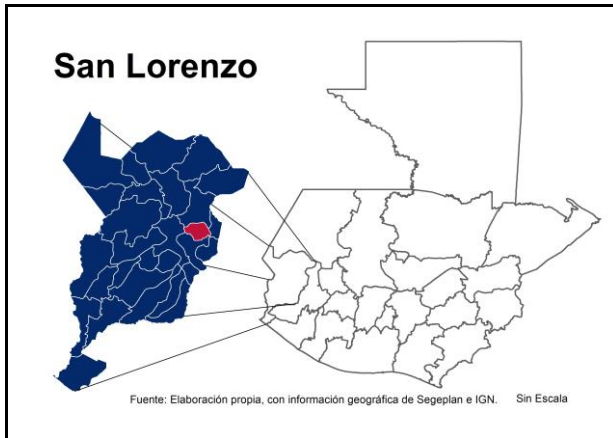 San Lorenzo
Fuente: Elaboración propia, con información geográfica de Segeplan e IGN. Sin Escala